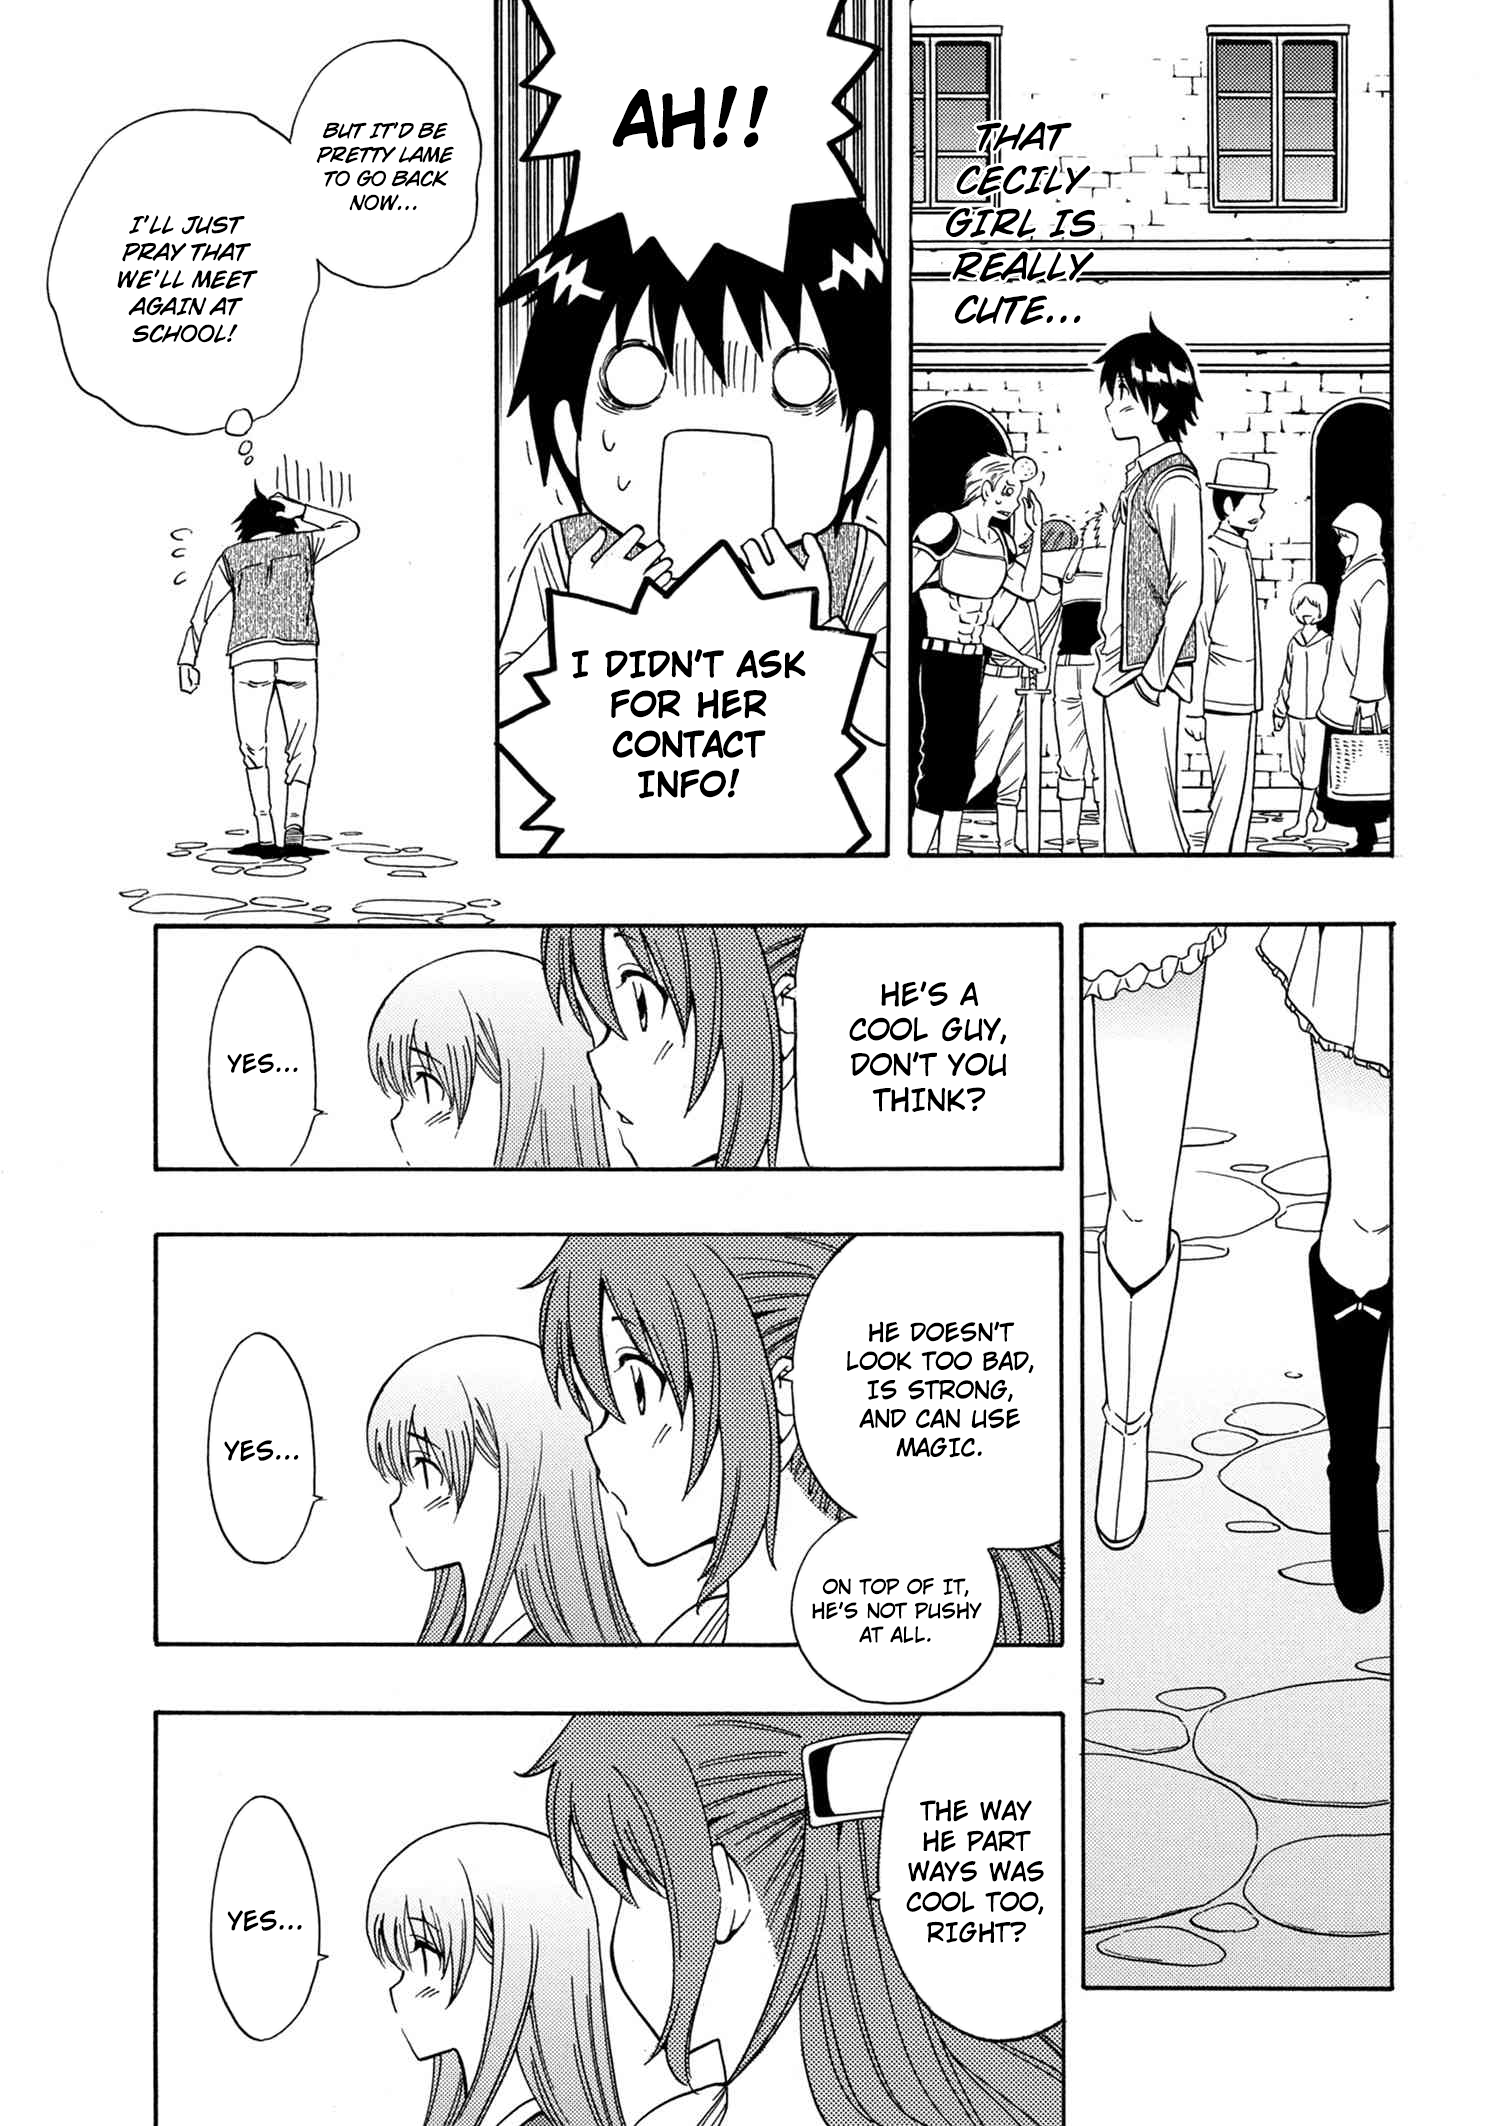 THAT
CECILY
GIRL IS
REALLY
CUTE...
AH!!
I DIDN'T ASK
FOR HER
CONTACT
INFO!
BUT IT'D BE
PRETTY LAME
TO GO BACK
NOW...
I'LL JUST
PRAY THAT
WE'LL MEET
AGAIN AT
SCHOOL!
HE'S A
COOL GUY,
DON'T YOU
THINK?
YES...
HE DOESN'T
LOOK TOO BAD,
IS STRONG,
AND CAN USE
MAGIC.
ON TOP OF IT,
HE'S NOT PUSHY
AT ALL.
YES...
THE WAY
HE PART
WAYS WAS
COOL TOO,
RIGHT?
YES...